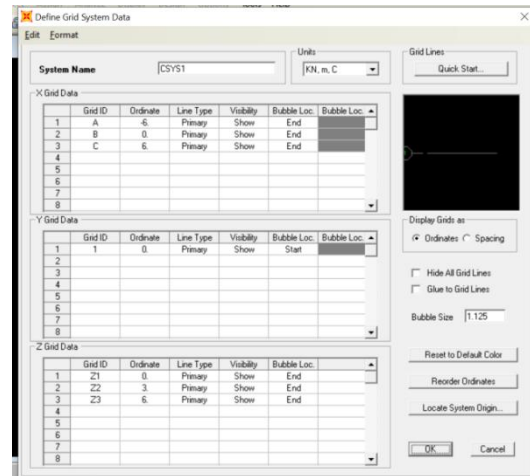 Define Grid System Data
Edit Format
System Name CSYS1
Units
KN, m, C
Grid Lines
Quick Start...
X Grid Data
Grid ID Ordinate Line Type Visibility Bubble Loc. Bubble Loc.
1 A -6. Primary Show End
2 B 0. Primary Show End
3 C 6. Primary Show End
4
5
6
7
8
Y Grid Data
Grid ID Ordinate Line Type Visibility Bubble Loc. Bubble Loc.
1 1 0. Primary Show Start
2
3
4
5
6
7
8
Display Grids as
Ordinates Spacing
Hide All Grid Lines
Glue to Grid Lines
Bubble Size 1.125
Z Grid Data
Grid ID Ordinate Line Type Visibility Bubble Loc.
1 Z1 0. Primary Show End
2 Z2 3. Primary Show End
3 Z3 6. Primary Show End
4
5
6
7
8
Reset to Default Color
Reorder Ordinates
Locate System Origin...
OK Cancel